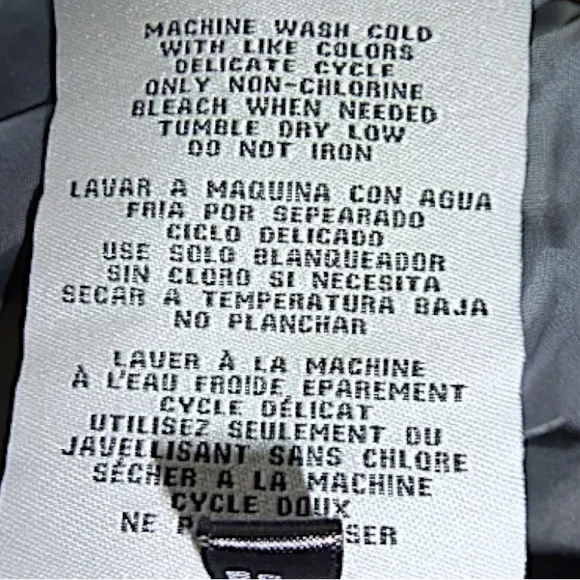 MACHINE WASH COLD
WITH LIKE COLORS
DELICATE CYCLE
ONLY NON-CHLORINE
BLEACH WHEN NEEDED
TUMBLE DRY LOW
DO NOT IRON
LAVAR A MAQUINA CON AGUA
FRIA POR SEPEARADO
CICLO DELICADO
USE SOLO BLANQUEADOR
SIN CLORO SI NECESITA
SECAR A TEMPERATURA BAJA
NO PLANCHAR
LAVER À LA MACHINE
À L'EAU FROIDE EPAREMENT
CYCLE DÉLICAT
UTILISEZ SEULEMENT DU
JAVELLISANT SANS CHLORE
SÉCHER A LA MACHINE
CYCLE DOUX
NE